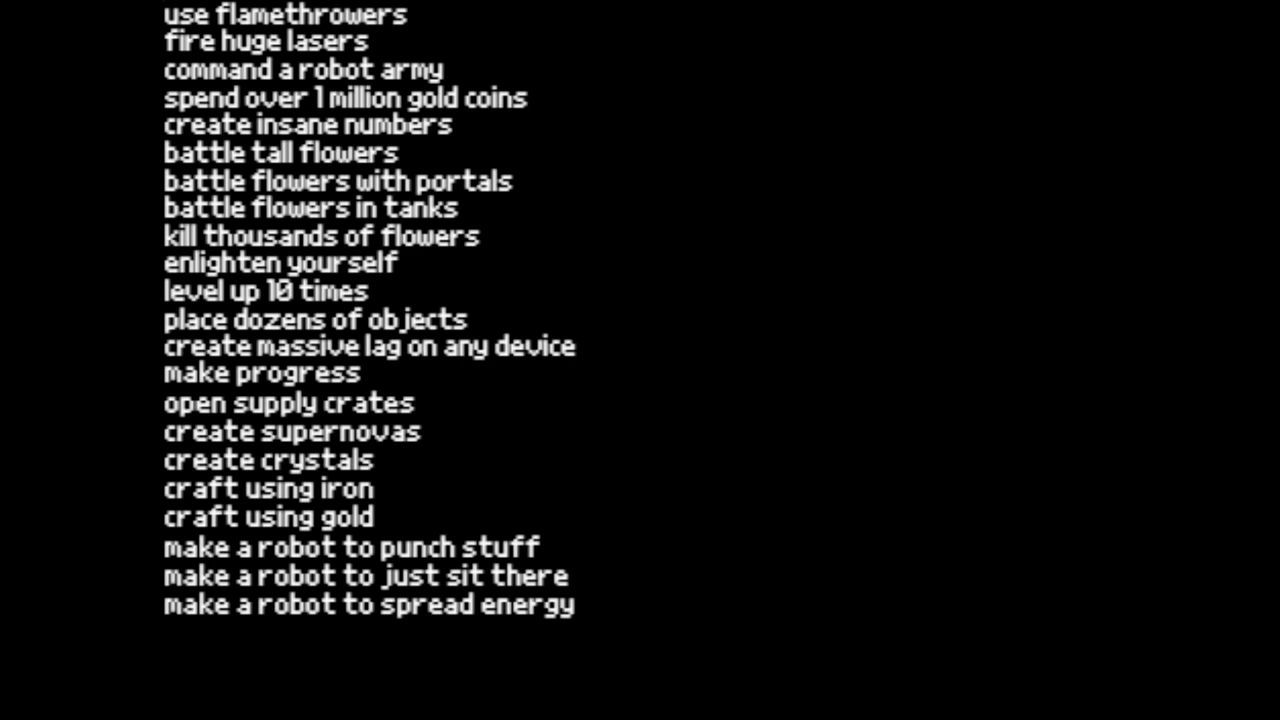 use flamethrowers
fire huge lasers
command a robot army
spend over 1 million gold coins
create insane numbers
battle tall flowers
battle flowers with portals
battle flowers in tanks
kill thousands of flowers
enlighten yourself
level up 10 times
place dozens of objects
create massive lag on any device
make progress
open supply crates
create supernovas
create crystals
craft using iron
craft using gold
make a robot to punch stuff
make a robot to just sit there
make a robot to spread energy